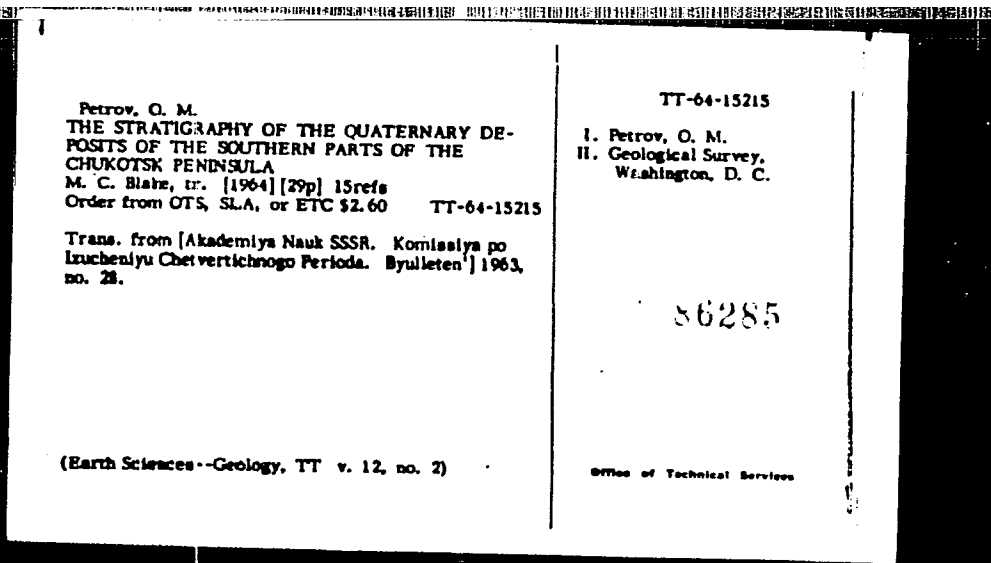 Petrov, O. M.
THE STRATIGRAPHY OF THE QUATERNARY DE-
POSITS OF THE SOUTHERN PARTS OF THE
CHUKOTSK PENINSULA
M. C. Blake, tr. [1964] [29p] 15refs
Order from OTS, SLA, or ETC $2.60 TT-64-15215
Trans. from [Akademiya Nauk SSSR. Komissiya po
Izucheniyu Chetvertichnogo Perioda. Byulleten'] 1963,
no. 28.
(Earth Sciences--Geology, TT v. 12, no. 2)
TT-64-15215
I. Petrov, O. M.
II. Geological Survey,
Washington, D. C.
86285
Office of Technical Services